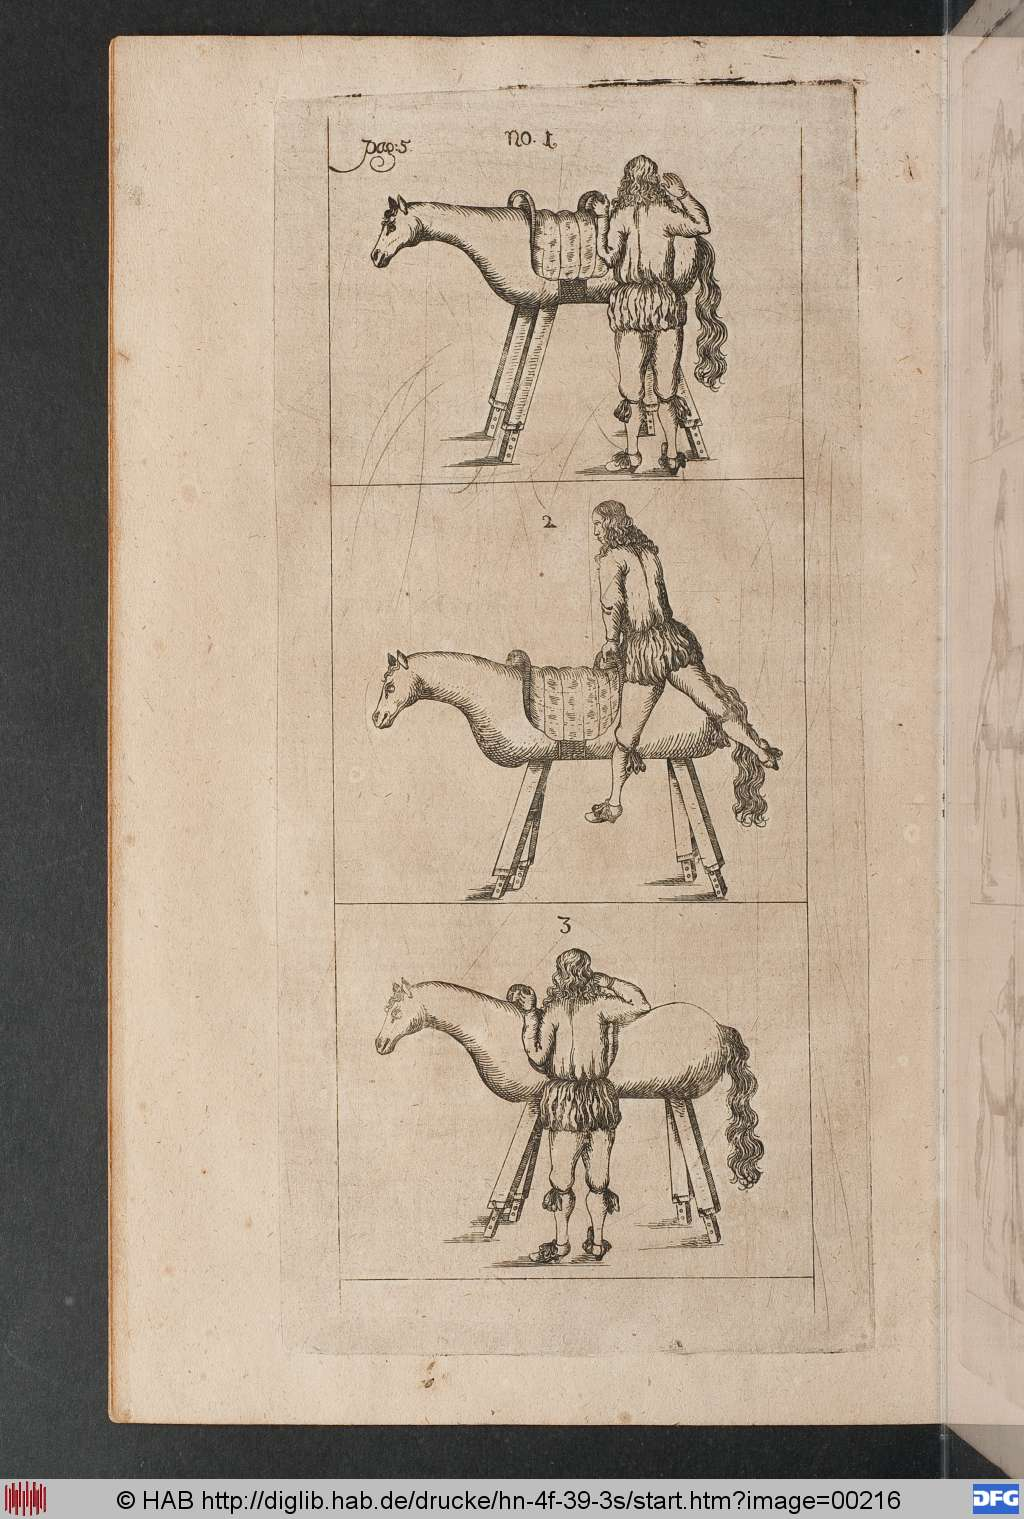 pag: 5.
No. 1
2
3
© HAB http://diglib.hab.de/drucke/hn-4f-39-3s/start.htm?image=00216
DFG